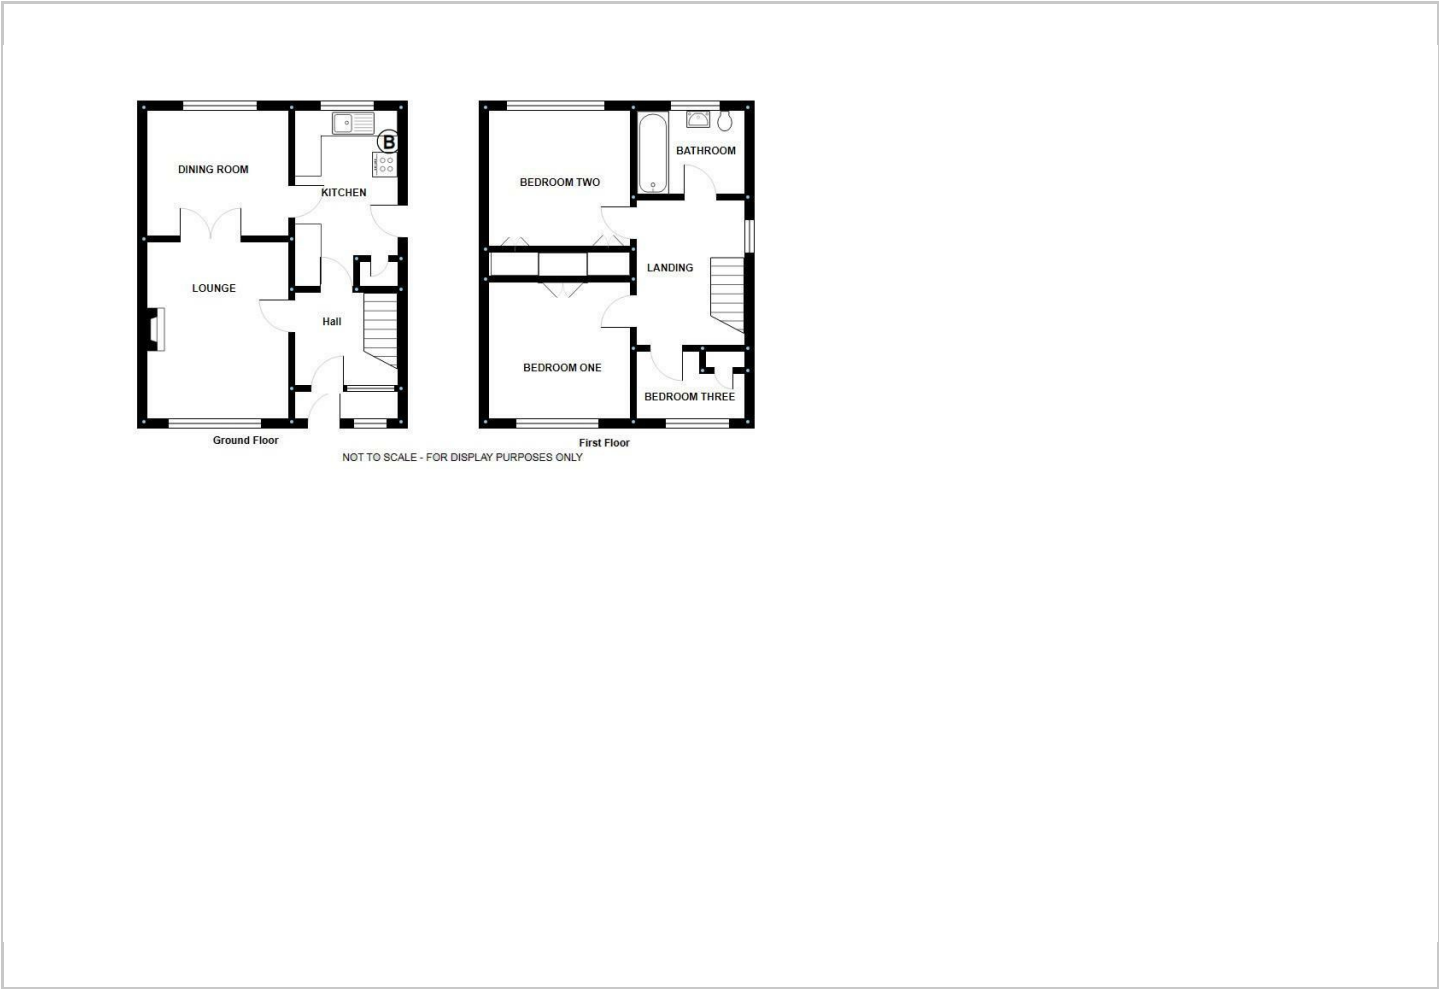 DINING ROOM
B
KITCHEN
LOUNGE
Hall
Ground Floor
BATHROOM
BEDROOM TWO
LANDING
BEDROOM ONE
BEDROOM THREE
First Floor
NOT TO SCALE - FOR DISPLAY PURPOSES ONLY